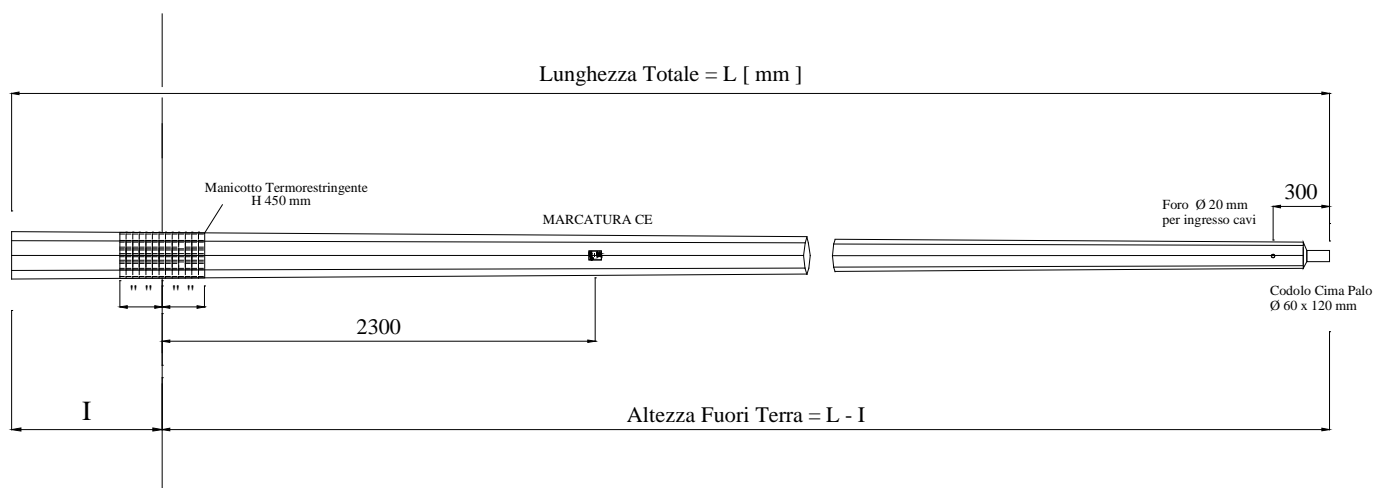 Lunghezza Totale = L [ mm ]
Manicotto Termorestringente
H 450 mm
MARCATURA CE
Foro Ø 20 mm
per ingresso cavi
300
" " " "
Codolo Cima Palo
Ø 60 x 120 mm
2300
I
Altezza Fuori Terra = L - I